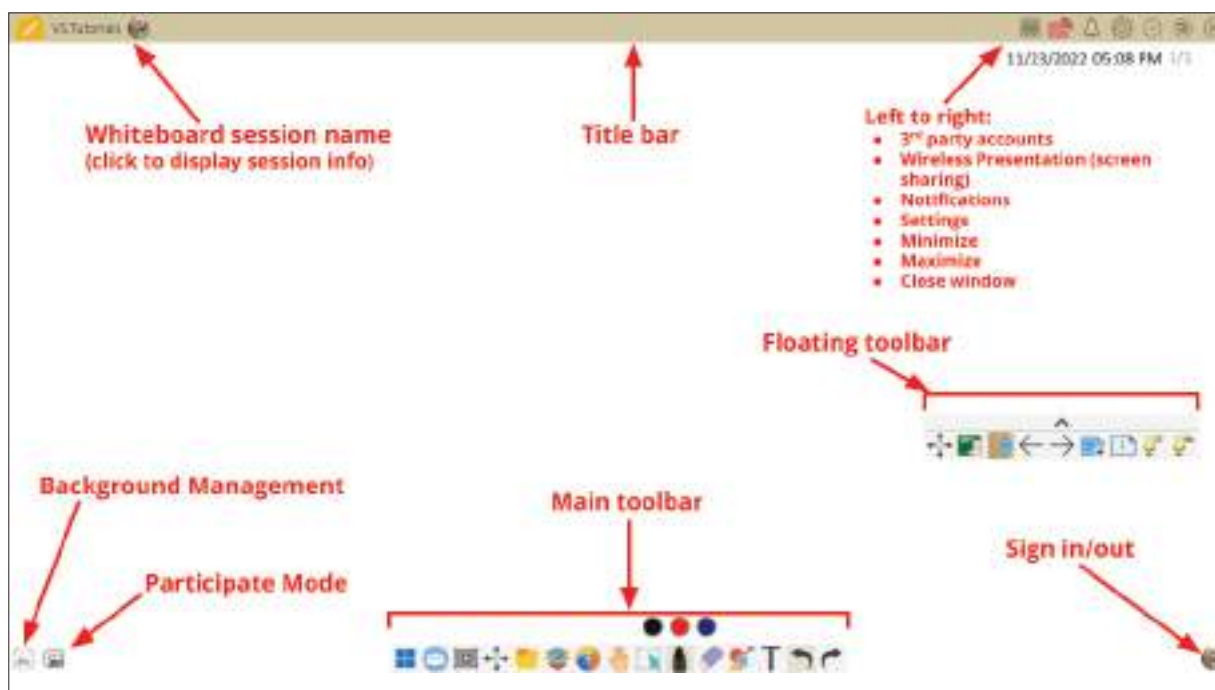 VS Tutorials
11/23/2022 05:08 PM 1/1
Whiteboard session name
(click to display session info)
Title bar
Left to right:
• 3rd party accounts
• Wireless Presentation (screen
sharing)
• Notifications
• Settings
• Minimize
• Maximize
• Close window
Floating toolbar
Background Management
Main toolbar
Sign in/out
Participate Mode